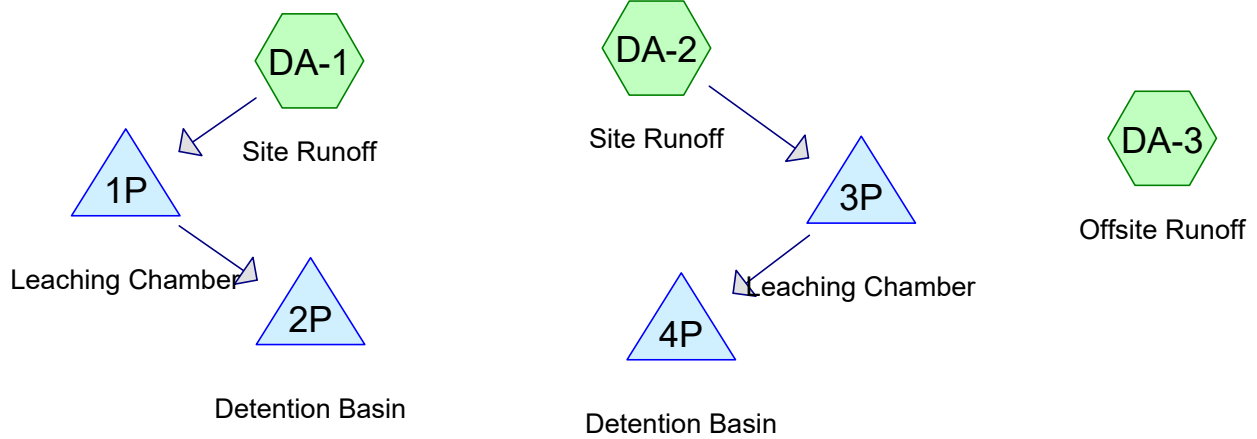 DA-1
Site Runoff
1P
Leaching Chamber
2P
Detention Basin
DA-2
Site Runoff
3P
Leaching Chamber
4P
Detention Basin
DA-3
Offsite Runoff